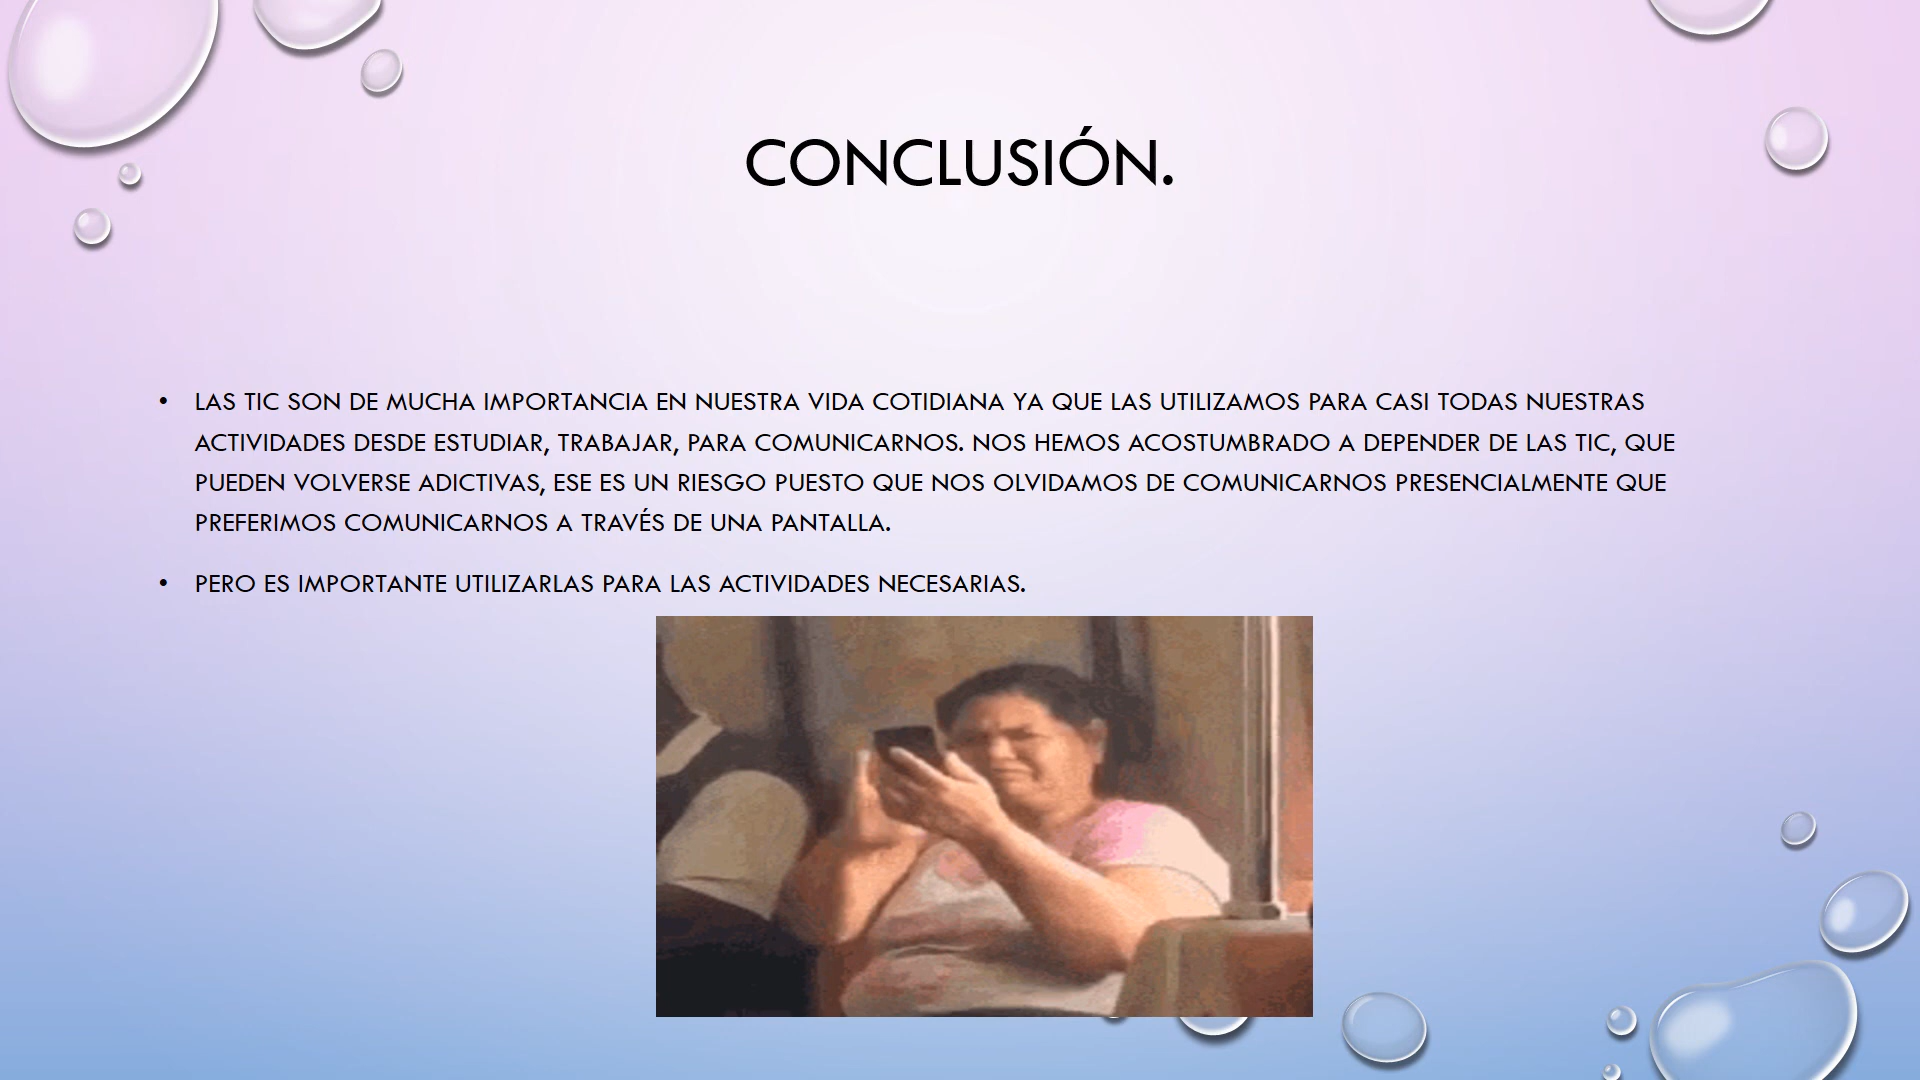 CONCLUSIÓN.
• LAS TIC SON DE MUCHA IMPORTANCIA EN NUESTRA VIDA COTIDIANA YA QUE LAS UTILIZAMOS PARA CASI TODAS NUESTRAS
ACTIVIDADES DESDE ESTUDIAR, TRABAJAR, PARA COMUNICARNOS. NOS HEMOS ACOSTUMBRADO A DEPENDER DE LAS TIC, QUE
PUEDEN VOLVERSE ADICTIVAS, ESE ES UN RIESGO PUESTO QUE NOS OLVIDAMOS DE COMUNICARNOS PRESENCIALMENTE QUE
PREFERIMOS COMUNICARNOS A TRAVÉS DE UNA PANTALLA.
• PERO ES IMPORTANTE UTILIZARLAS PARA LAS ACTIVIDADES NECESARIAS.